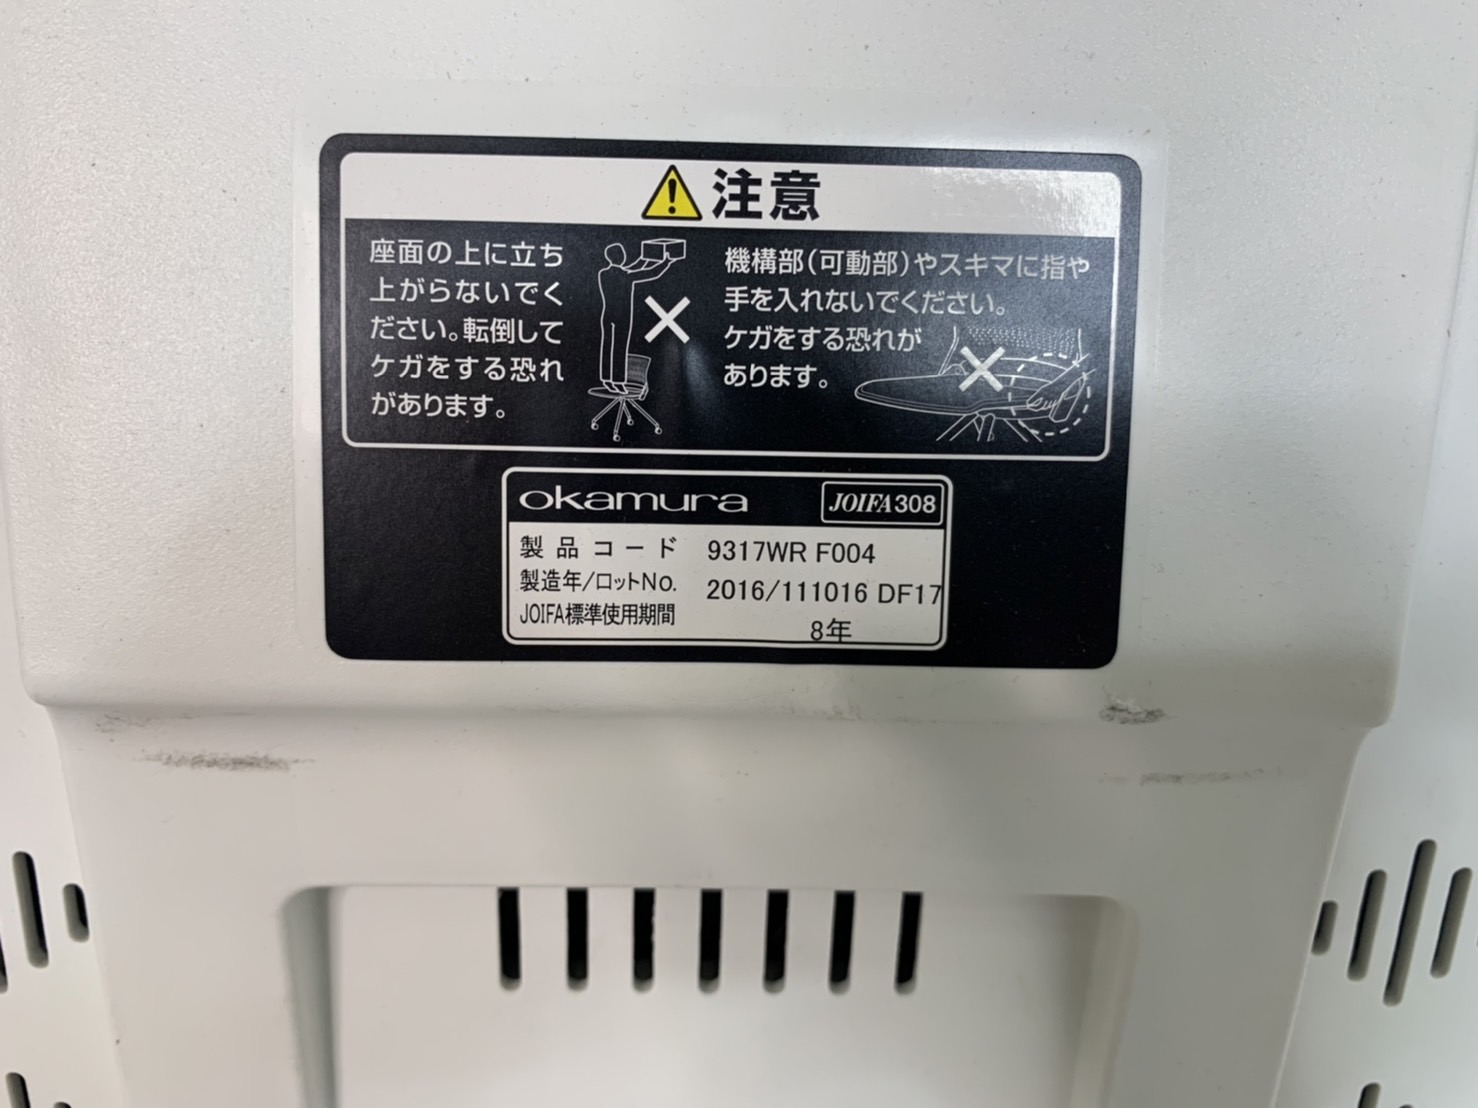 注意
座面の上に立ち
上がらないでく
ださい。転倒して
ケガをする恐れ
があります。
機構部(可動部)やスキマに指や
手を入れないでください。
ケガをする恐れが
あります。
okamura
JOIFA308
製品コード 9317WR F004
製造年/ロットNo. 2016/111016 DF17
JOIFA標準使用期間 8年